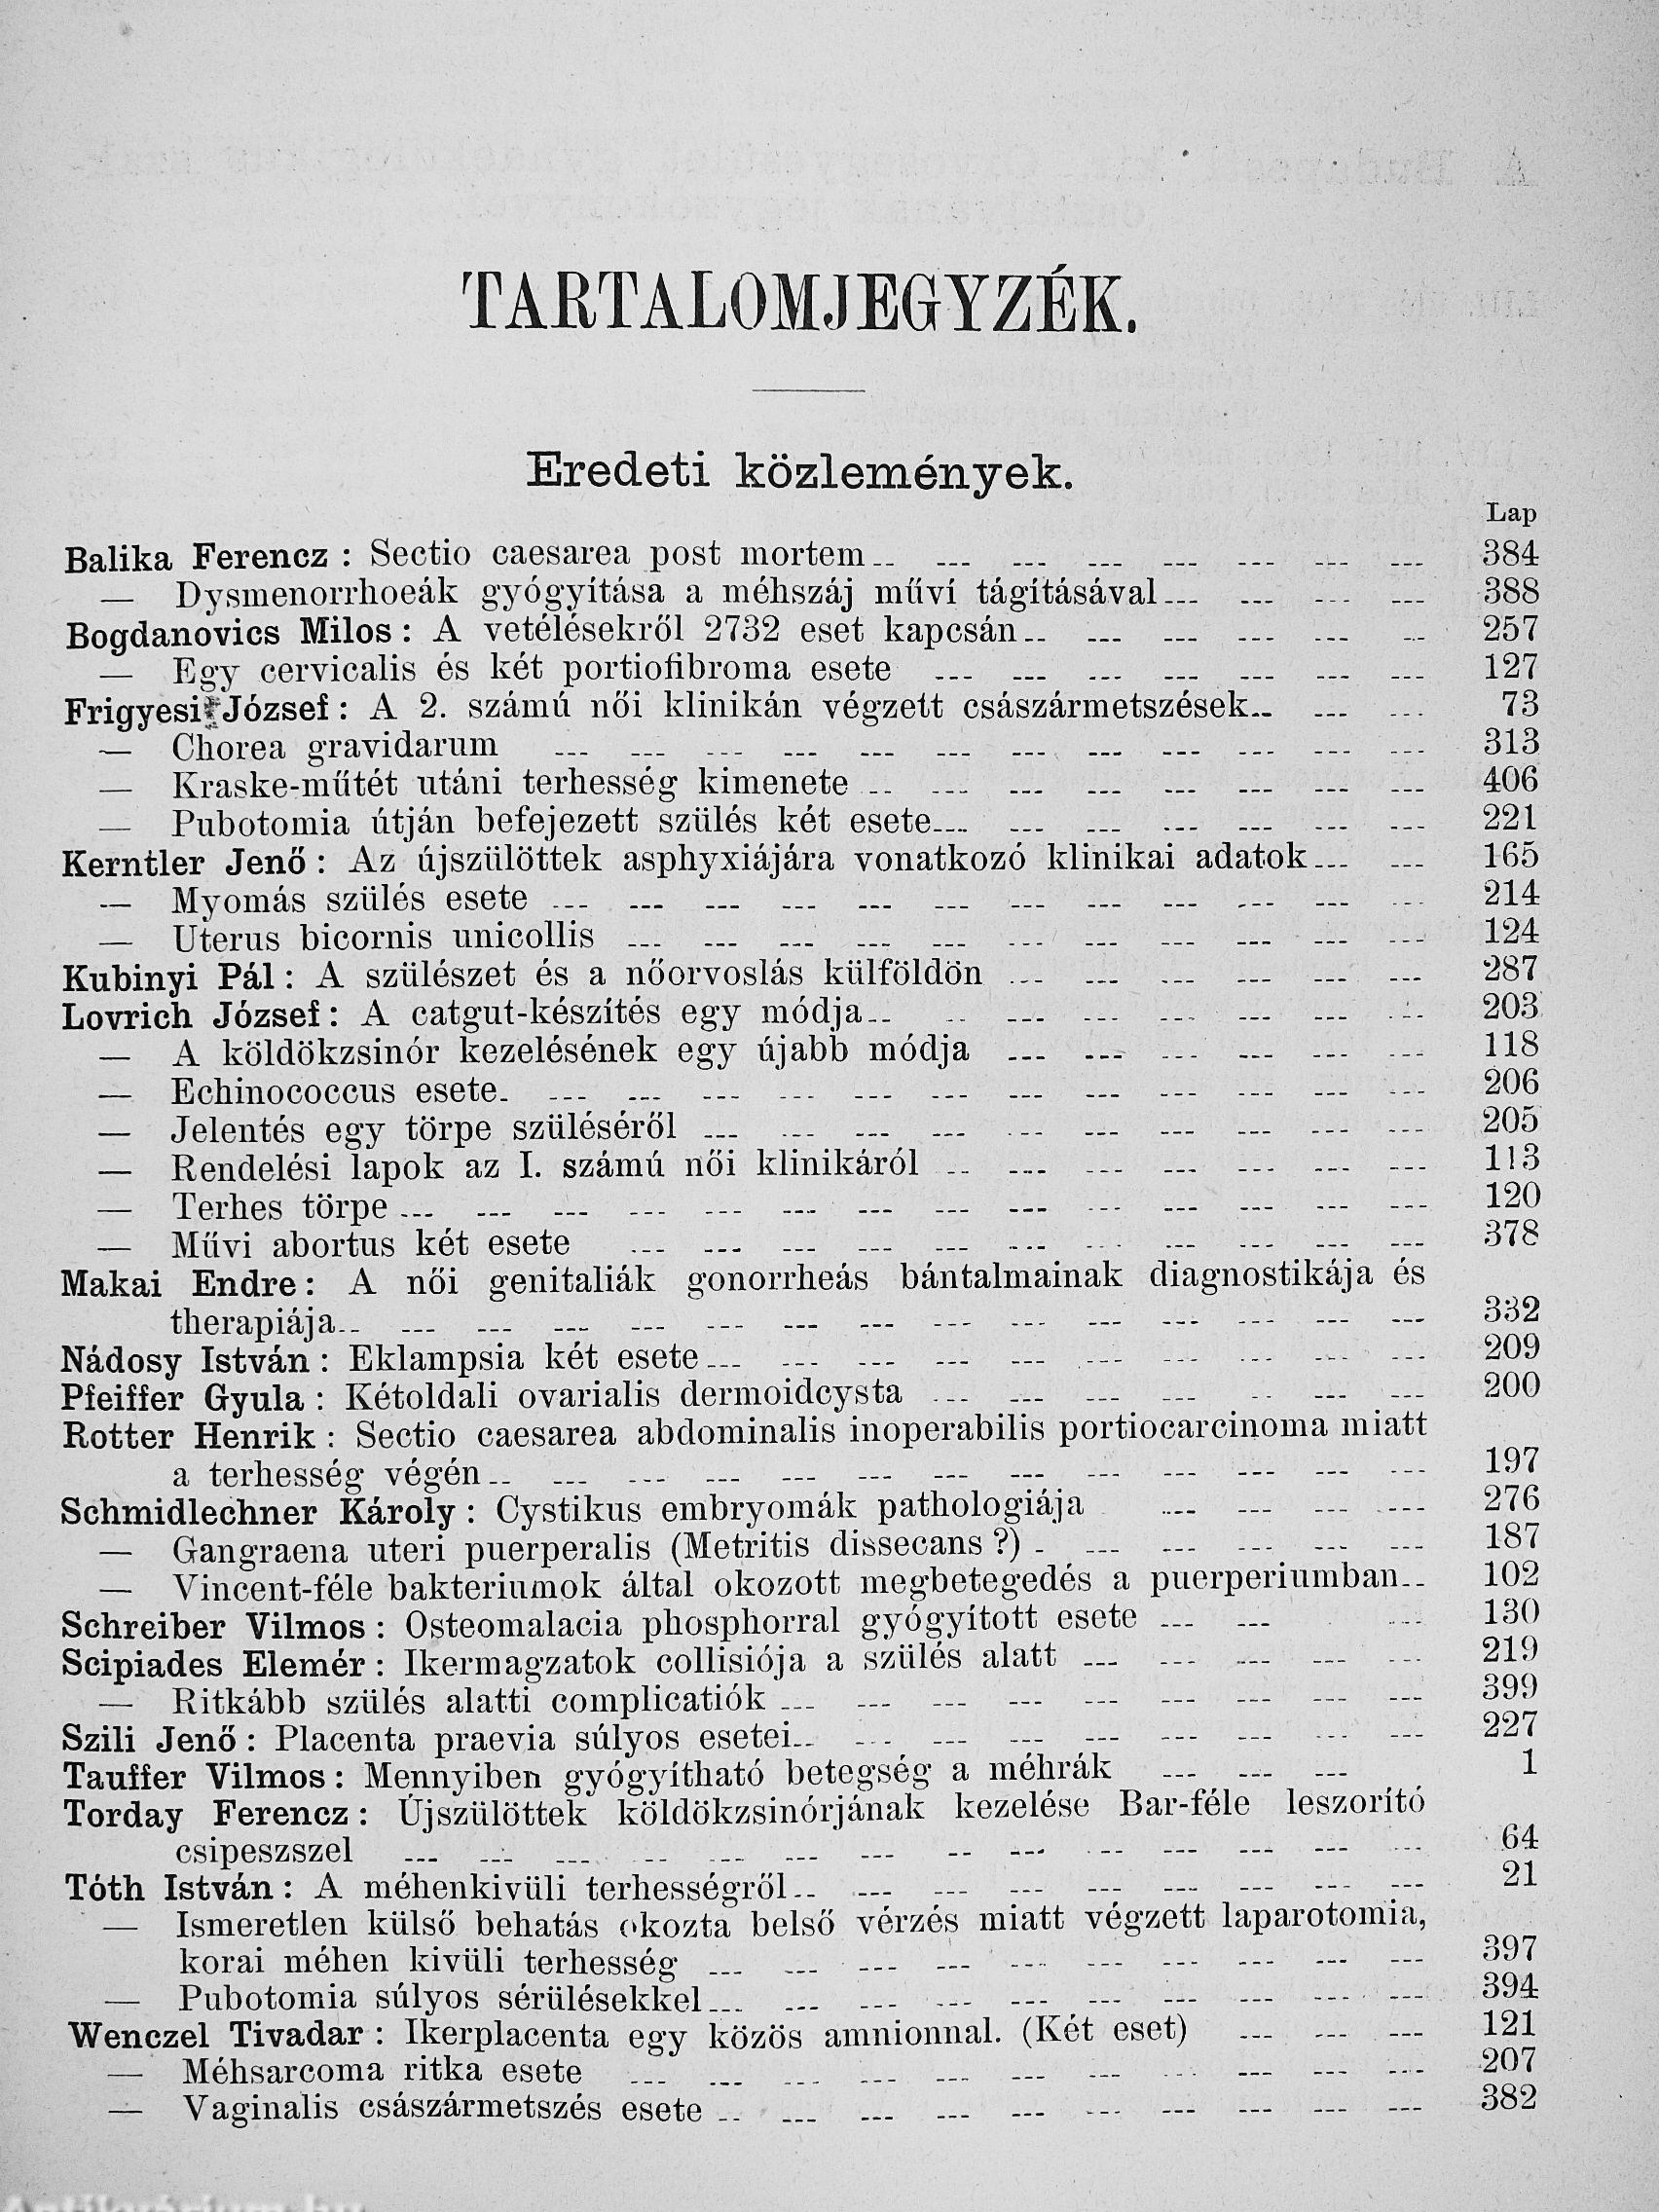 TARTALOMJEGYZÉK.
Eredeti közlemények.
Lap
Balika Ferencz : Sectio caesarea post mortem 384
— Dysmenorrhoeák gyógyítása a méhszáj műví tágításával 388
Bogdanovics Milos : A vetélésekről 2732 eset kapcsán 257
— Egy cervicalis és két portiofibroma esete 127
Frigyesi József : A 2. számú női klinikán végzett császármetszések 73
— Chorea gravidarum 313
— Kraske-műtét utáni terhesség kimenete 406
— Pubotomia útján befejezett szülés két esete 221
Kerntler Jenő : Az újszülöttek asphyxiájára vonatkozó klinikai adatok 165
— Myomás szülés esete 214
— Uterus bicornis unicollis 124
Kubinyi Pál : A szülészet és a nőorvoslás külföldön 287
Lovrich József : A catgut-készítés egy módja 203
— A köldökzsinór kezelésének egy újabb módja 118
— Echinococcus esete 206
— Jelentés egy törpe szüléséről 205
— Rendelési lapok az I. számú női klinikáról 113
— Terhes törpe 120
— Művi abortus két esete 378
Makai Endre : A női genitaliák gonorrheás bántalmainak diagnostikája és
therapiája 332
Nádosy István : Eklampsia két esete 209
Pfeiffer Gyula : Kétoldali ovarialis dermoidcysta 200
Rotter Henrik : Sectio caesarea abdominalis inoperabilis portiocarcinoma miatt
a terhesség végén 197
Schmidlechner Károly : Cystikus embryomák pathologiája 276
— Gangraena uteri puerperalis (Metritis dissecans ?) 187
— Vincent-féle bakteriumok által okozott megbetegedés a puerperiumban 102
Schreiber Vilmos : Osteomalacia phosphorral gyógyított esete 130
Scipiades Elemér : Ikermagzatok collisiója a szülés alatt 219
— Ritkább szülés alatti complicatiók 399
Szili Jenő : Placenta praevia súlyos esetei 227
Tauffer Vilmos : Mennyiben gyógyítható betegség a méhrák 1
Torday Ferencz : Újszülöttek köldökzsinórjának kezelése Bar-féle leszorító
csipeszszel 64
Tóth István : A méhenkivüli terhességről 21
— Ismeretlen külső behatás okozta belső vérzés miatt végzett laparotomia,
korai méhen kivüli terhesség 397
— Pubotomia súlyos sérülésekkel 394
Wenczel Tivadar : Ikerplacenta egy közös amnionnal. (Két eset) 121
— Méhsarcoma ritka esete 207
— Vaginalis császármetszés esete 382